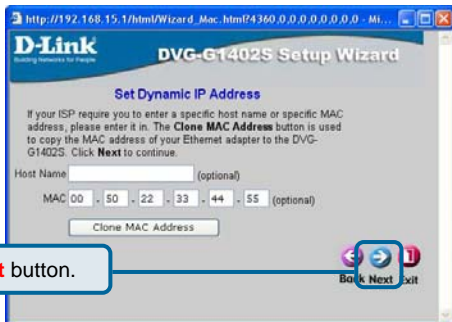 http://192.168.15.1/html/Wizard_Mac.html?4360,0,0,0,0,0,0,0,0 - Mi...
D-Link
Building Networks for People
DVG-G1402S Setup Wizard
Set Dynamic IP Address
If your ISP require you to enter a specific host name or specific MAC
address, please enter it in. The Clone MAC Address button is used
to copy the MAC address of your Ethernet adapter to the DVG-
G1402S. Click Next to continue.
Host Name (optional)
MAC 00 - 50 - 22 - 33 - 44 - 55 (optional)
Clone MAC Address
t button.
Back Next Exit